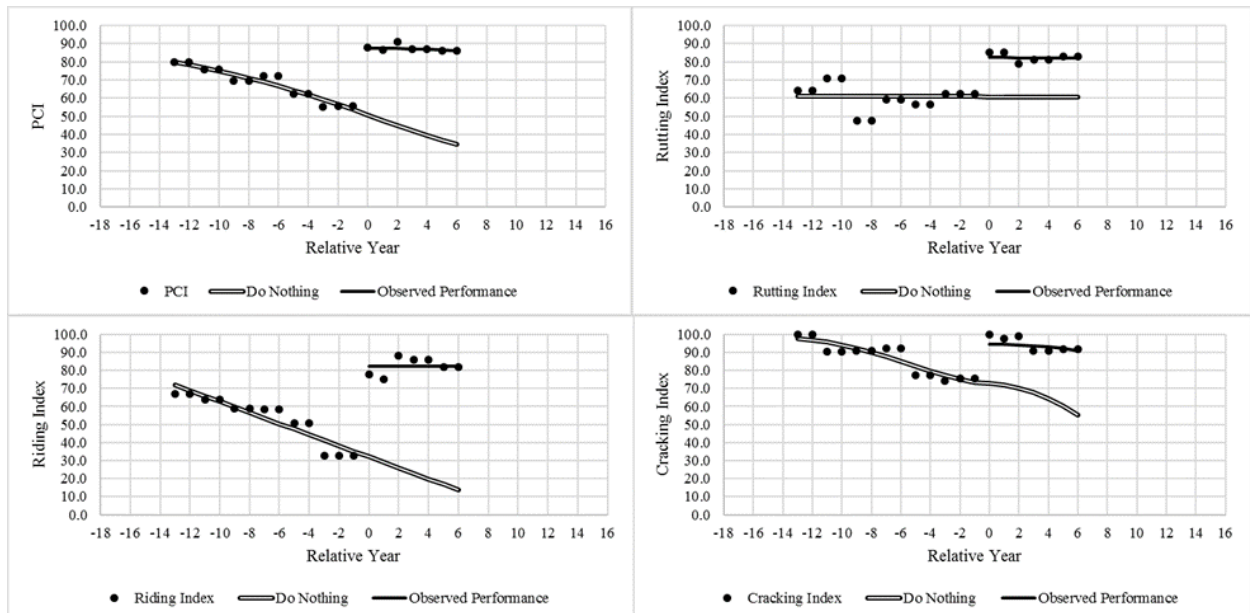 100.0
90.0
80.0
70.0
60.0
50.0
40.0
30.0
20.0
10.0
0.0
PCI
-18 -16 -14 -12 -10 -8 -6 -4 -2 0 2 4 6 8 10 12 14 16
Relative Year
PCI Do Nothing Observed Performance
100.0
90.0
80.0
70.0
60.0
50.0
40.0
30.0
20.0
10.0
0.0
Rutting Index
-18 -16 -14 -12 -10 -8 -6 -4 -2 0 2 4 6 8 10 12 14 16
Relative Year
Rutting Index Do Nothing Observed Performance
100.0
90.0
80.0
70.0
60.0
50.0
40.0
30.0
20.0
10.0
0.0
Riding Index
-18 -16 -14 -12 -10 -8 -6 -4 -2 0 2 4 6 8 10 12 14 16
Relative Year
Riding Index Do Nothing Observed Performance
100.0
90.0
80.0
70.0
60.0
50.0
40.0
30.0
20.0
10.0
0.0
Cracking Index
-18 -16 -14 -12 -10 -8 -6 -4 -2 0 2 4 6 8 10 12 14 16
Relative Year
Cracking Index Do Nothing Observed Performance